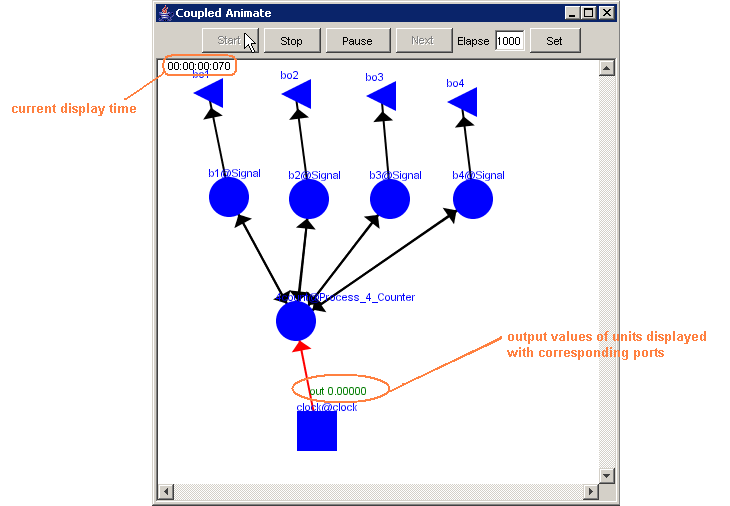 Coupled Animate
Start Stop Pause Next Elapse 1000 Set
00:00:00:070
bo1 bo2 bo3 bo4
current display time
b1@Signal b2@Signal b3@Signal b4@Signal
@Process_4_Counter
output values of units displayed
with corresponding ports
out 0.00000
clock@clock